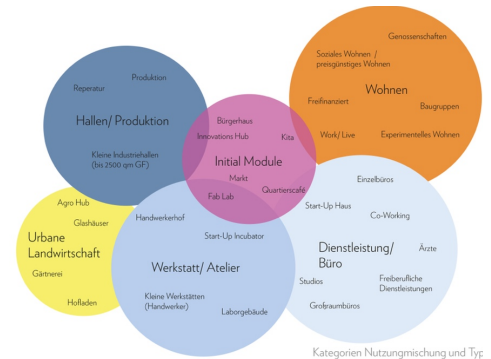 Genossenschaften
Soziales Wohnen /
preisgünstiges Wohnen
Wohnen
Freifinanziert
Baugruppen
Work/ Live
Experimentelles Wohnen
Produktion
Reperatur
Hallen/ Produktion
Kleine Industriehallen
(bis 2500 qm GF)
Bürgerhaus
Innovations Hub
Kita
Initial Module
Markt
Quartierscafé
Fab Lab
Agro Hub
Glashäuser
Urbane
Landwirtschaft
Gärtnerei
Hofladen
Handwerkerhof
Start-Up Incubator
Werkstatt/ Atelier
Kleine Werkstätten
(Handwerker)
Laborgebäude
Einzelbüros
Start-Up Haus
Co-Working
Dienstleistung/
Büro
Ärzte
Studios
Freiberufliche
Dienstleistungen
Großraumbüros
Kategorien Nutzungmischung und Typ